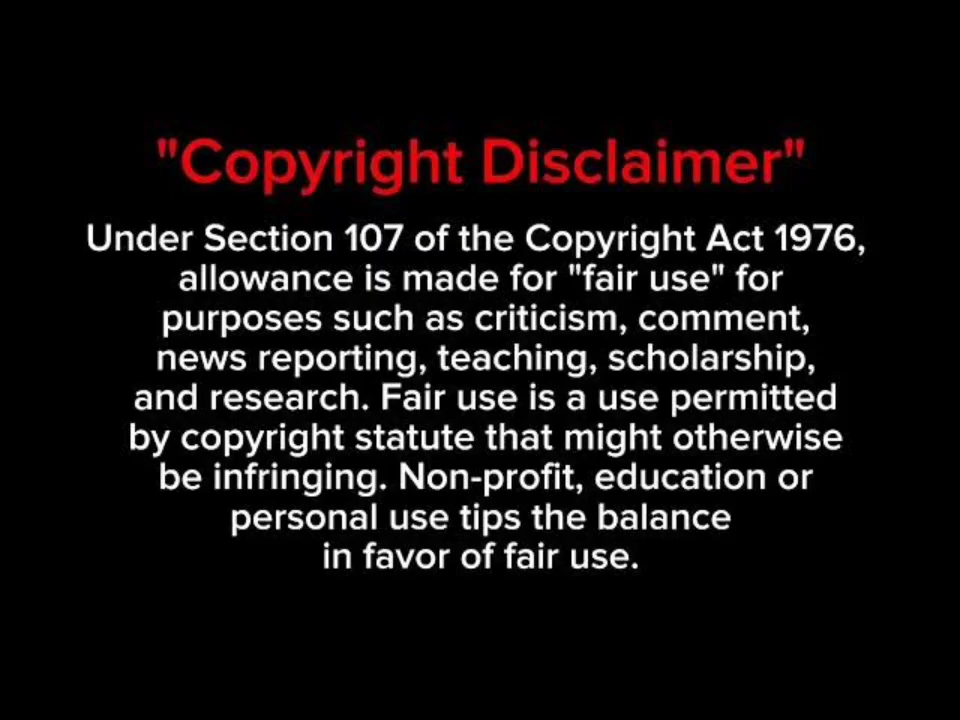 "Copyright Disclaimer"
Under Section 107 of the Copyright Act 1976,
allowance is made for "fair use" for
purposes such as criticism, comment,
news reporting, teaching, scholarship,
and research. Fair use is a use permitted
by copyright statute that might otherwise
be infringing. Non-profit, education or
personal use tips the balance
in favor of fair use.